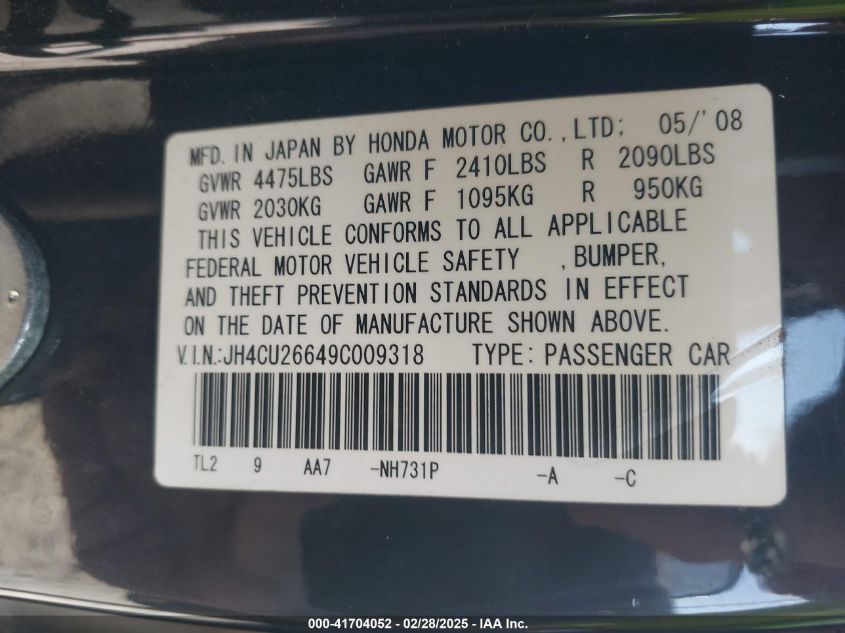 MFD. IN JAPAN BY HONDA MOTOR CO.,LTD; 05/'08
GVWR 4475LBS GAWR F 2410LBS R 2090LBS
GVWR 2030KG GAWR F 1095KG R 950KG
THIS VEHICLE CONFORMS TO ALL APPLICABLE
FEDERAL MOTOR VEHICLE SAFETY ,BUMPER,
AND THEFT PREVENTION STANDARDS IN EFFECT
ON THE DATE OF MANUFACTURE SHOWN ABOVE.
V.I.N.:JH4CU26649C009318 TYPE:PASSENGER CAR
TL2 9 AA7 -NH731P -A -C
000-41704052 / 02/28/2025 - IAA Inc.